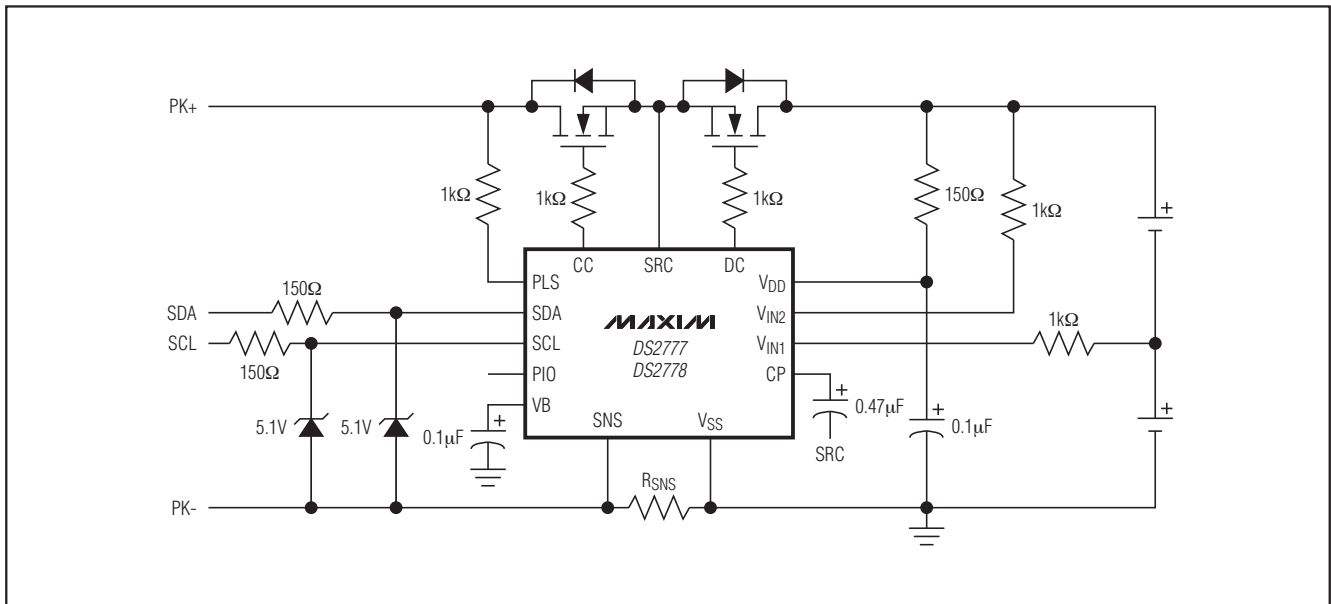 PK+
1kΩ
1kΩ
1kΩ
150Ω
1kΩ
+
CC
SRC
DC
PLS
VDD
SDA
150Ω
SDA
MAXIM
VIN2
SCL
150Ω
SCL
DS2777
VIN1
1kΩ
DS2778
PIO
CP
+
0.47µF
SRC
VB
+
0.1µF
SNS
VSS
+
0.1µF
+
5.1V
5.1V
RSNS
PK-